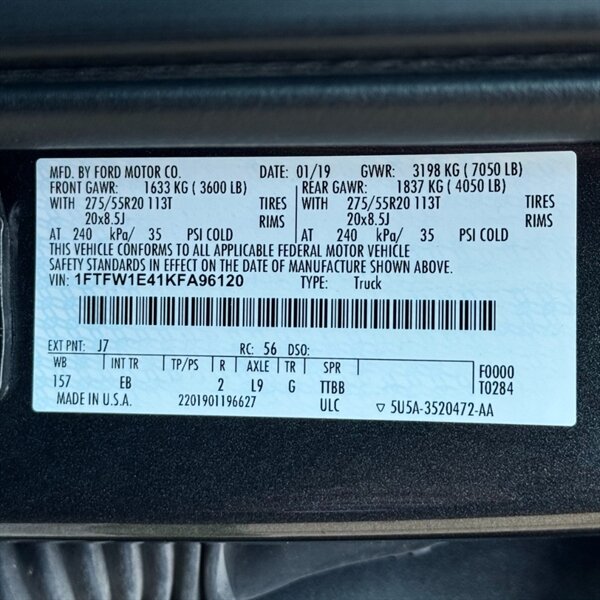 MFD. BY FORD MOTOR CO. DATE: 01/19 GVWR: 3198 KG ( 7050 LB)
FRONT GAWR: 1633 KG ( 3600 LB) REAR GAWR: 1837 KG ( 4050 LB)
WITH 275/55R20 113T TIRES WITH 275/55R20 113T TIRES
20x8.5J RIMS 20x8.5J RIMS
AT 240 kPa/ 35 PSI COLD AT 240 kPa/ 35 PSI COLD
THIS VEHICLE CONFORMS TO ALL APPLICABLE FEDERAL MOTOR VEHICLE
SAFETY STANDARDS IN EFFECT ON THE DATE OF MANUFACTURE SHOWN ABOVE.
VIN: 1FTFW1E41KFA96120 TYPE: Truck
EXT PNT: J7 RC: 56 DSO:
WB INT TR TP/PS R AXLE TR SPR F0000
157 EB 2 L9 G TTBB T0284
MADE IN U.S.A. 2201901196627 ULC ▽ 5U5A-3520472-AA